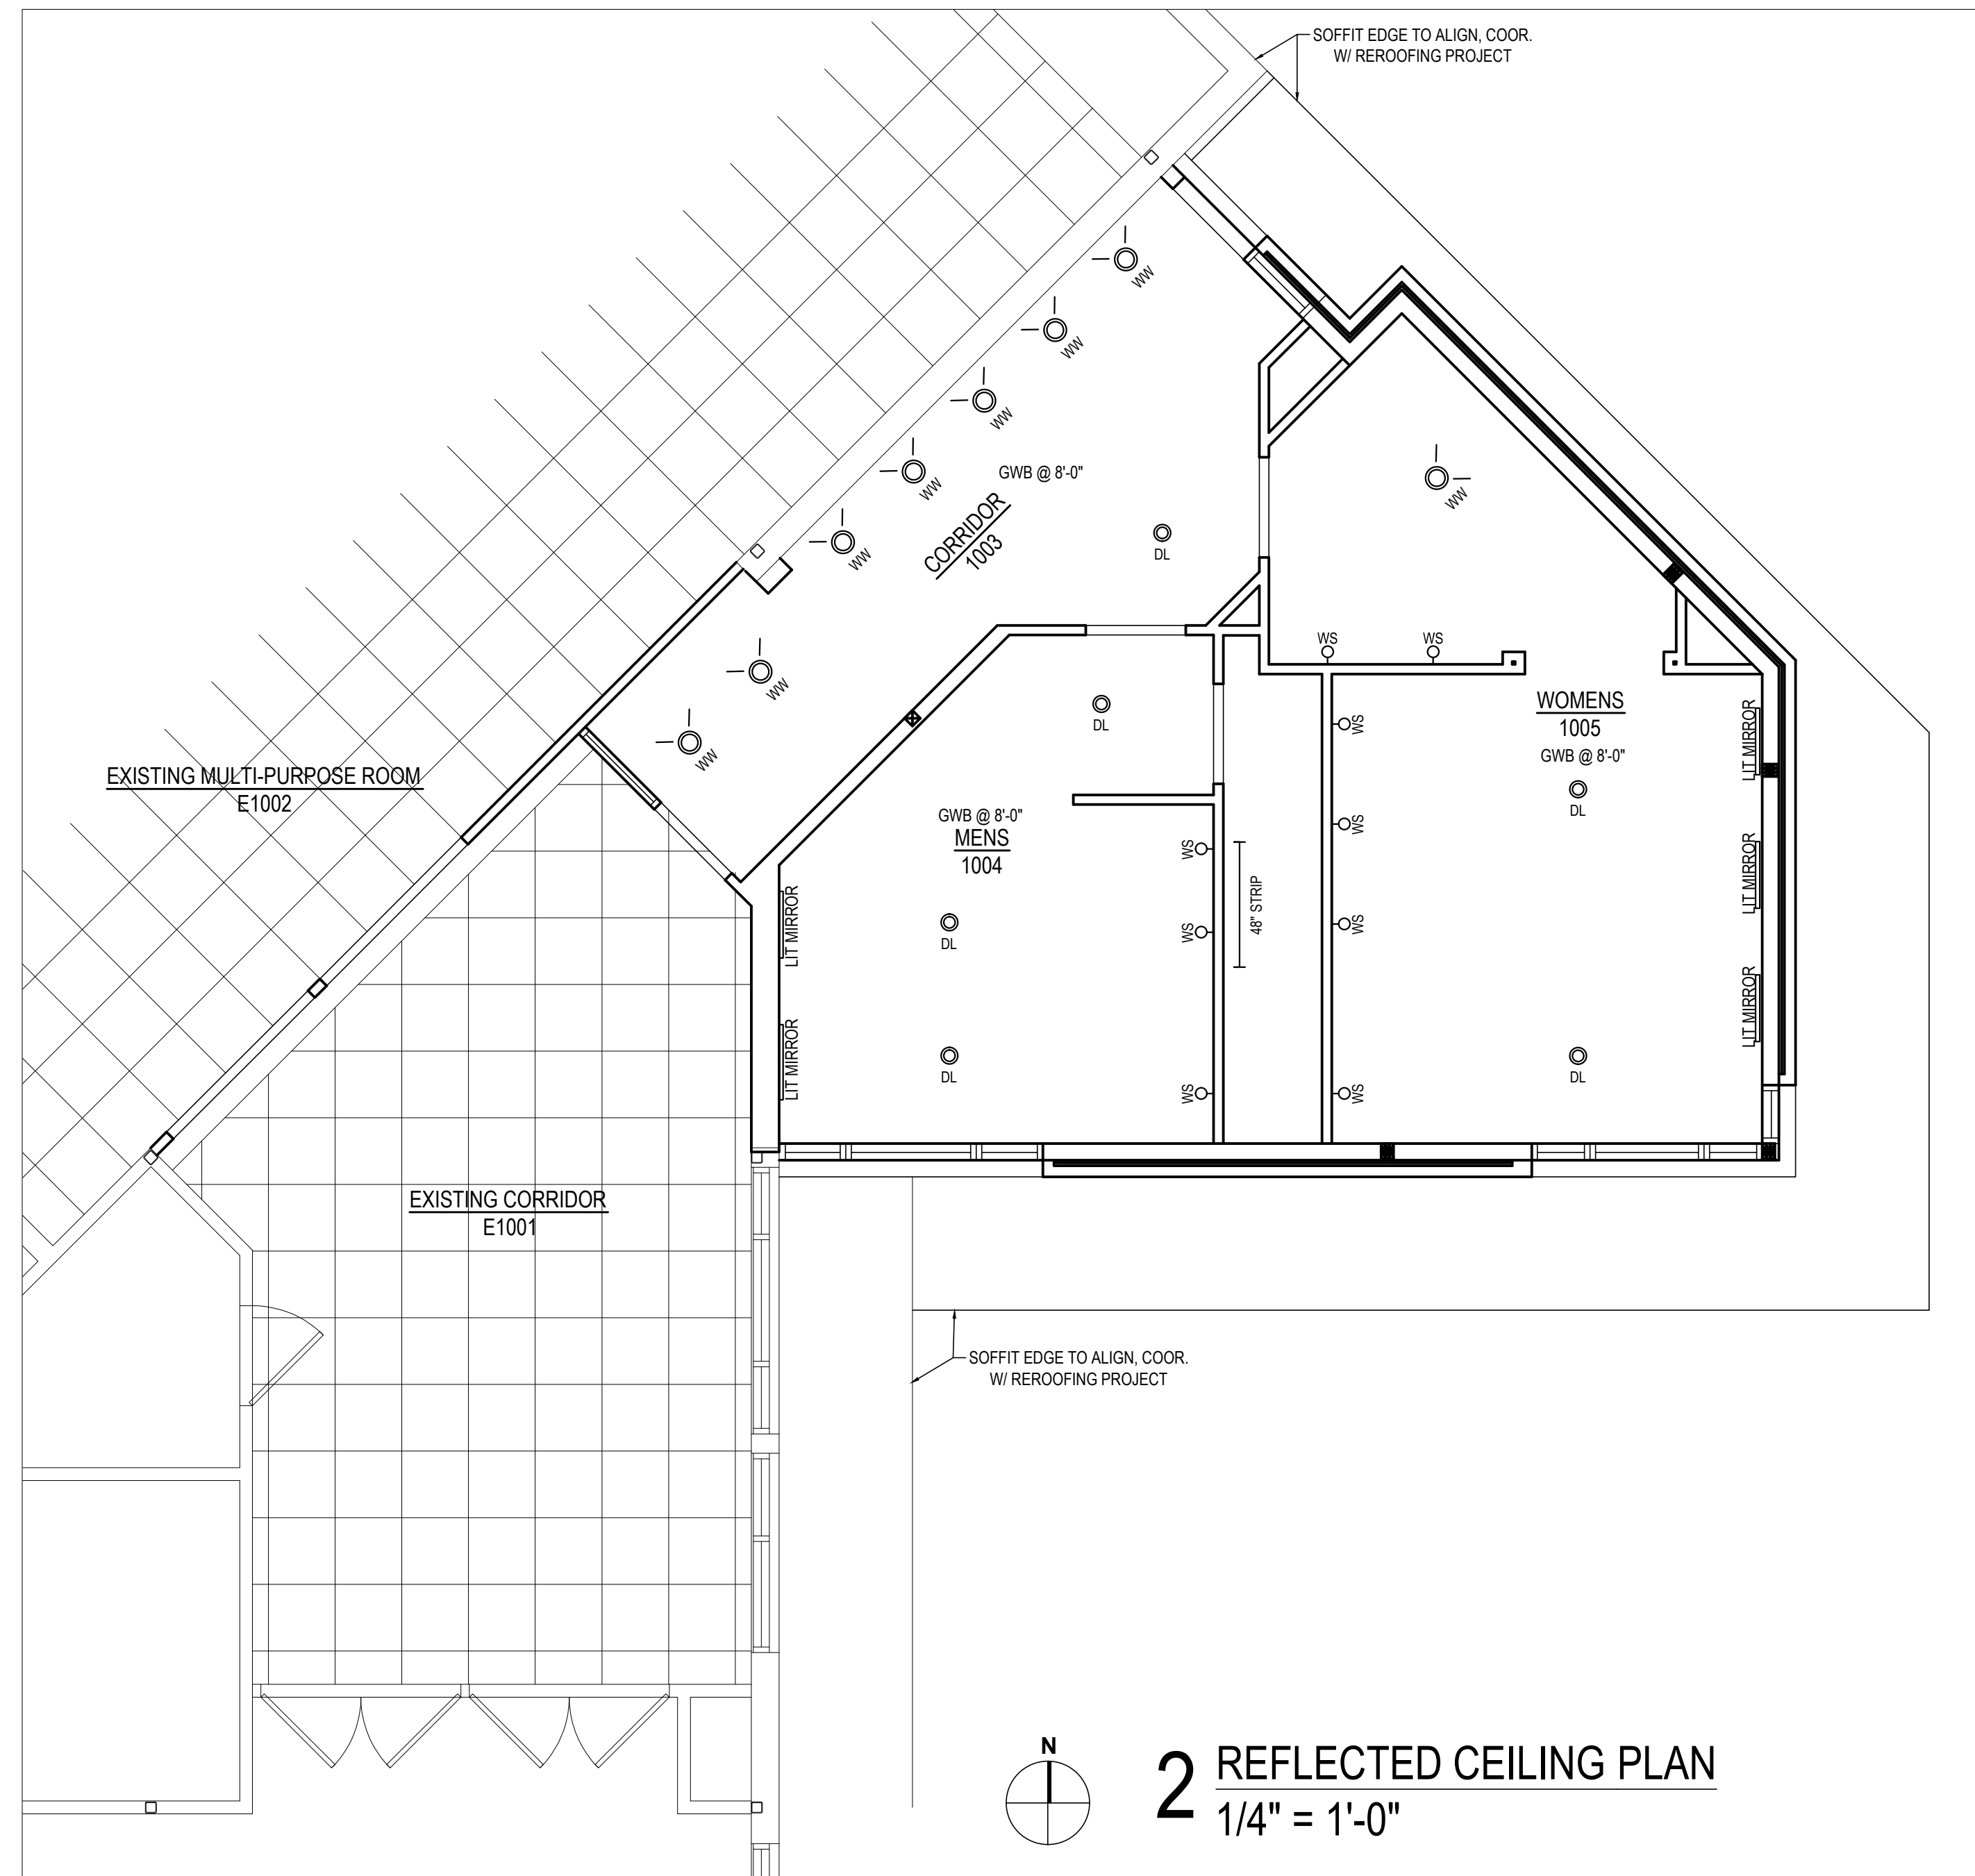 SOFFIT EDGE TO ALIGN, COOR.
W/ REROOFING PROJECT
WW
WW
WW
WW
WW
GWB @ 8'-0"
CORRIDOR
1003
DL
WW
WW
WW
WS
WS
DL
WOMENS
1005
GWB @ 8'-0"
DL
WS
WS
WS
WS
LIT MIRROR
LIT MIRROR
LIT MIRROR
DL
EXISTING MULTI-PURPOSE ROOM
E1002
GWB @ 8'-0"
MENS
1004
WS
WS
WS
48" STRIP
LIT MIRROR
LIT MIRROR
DL
DL
EXISTING CORRIDOR
E1001
SOFFIT EDGE TO ALIGN, COOR.
W/ REROOFING PROJECT
N
2 REFLECTED CEILING PLAN
1/4" = 1'-0"